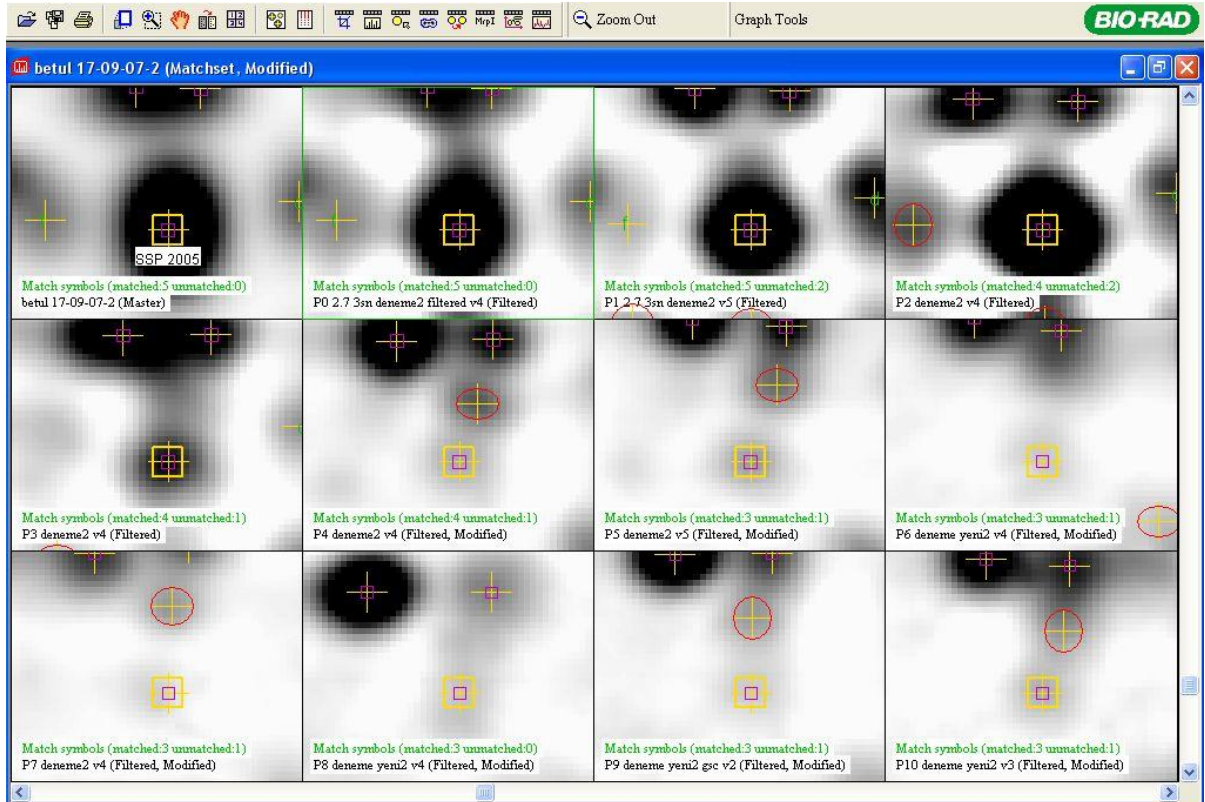 Zoom Out
Graph Tools
BIO-RAD
betul 17-09-07-2 (Matchset, Modified)
SSP 2005
Match symbols (matched:5 unmatched:0)
betul 17-09-07-2 (Master)
Match symbols (matched:5 unmatched:0)
P0 2.7 3sn deneme2 filtered v4 (Filtered)
Match symbols (matched:5 unmatched:2)
P1 2.7 3sn deneme2 v5 (Filtered)
Match symbols (matched:4 unmatched:2)
P2 deneme2 v4 (Filtered)
Match symbols (matched:4 unmatched:1)
P3 deneme2 v4 (Filtered)
Match symbols (matched:4 unmatched:1)
P4 deneme2 v4 (Filtered, Modified)
Match symbols (matched:3 unmatched:1)
P5 deneme2 v5 (Filtered, Modified)
Match symbols (matched:3 unmatched:1)
P6 deneme yeni2 v4 (Filtered, Modified)
Match symbols (matched:3 unmatched:1)
P7 deneme2 v4 (Filtered, Modified)
Match symbols (matched:3 unmatched:0)
P8 deneme yeni2 v4 (Filtered, Modified)
Match symbols (matched:3 unmatched:1)
P9 deneme yeni2 gsc v2 (Filtered, Modified)
Match symbols (matched:3 unmatched:1)
P10 deneme yeni2 v3 (Filtered, Modified)